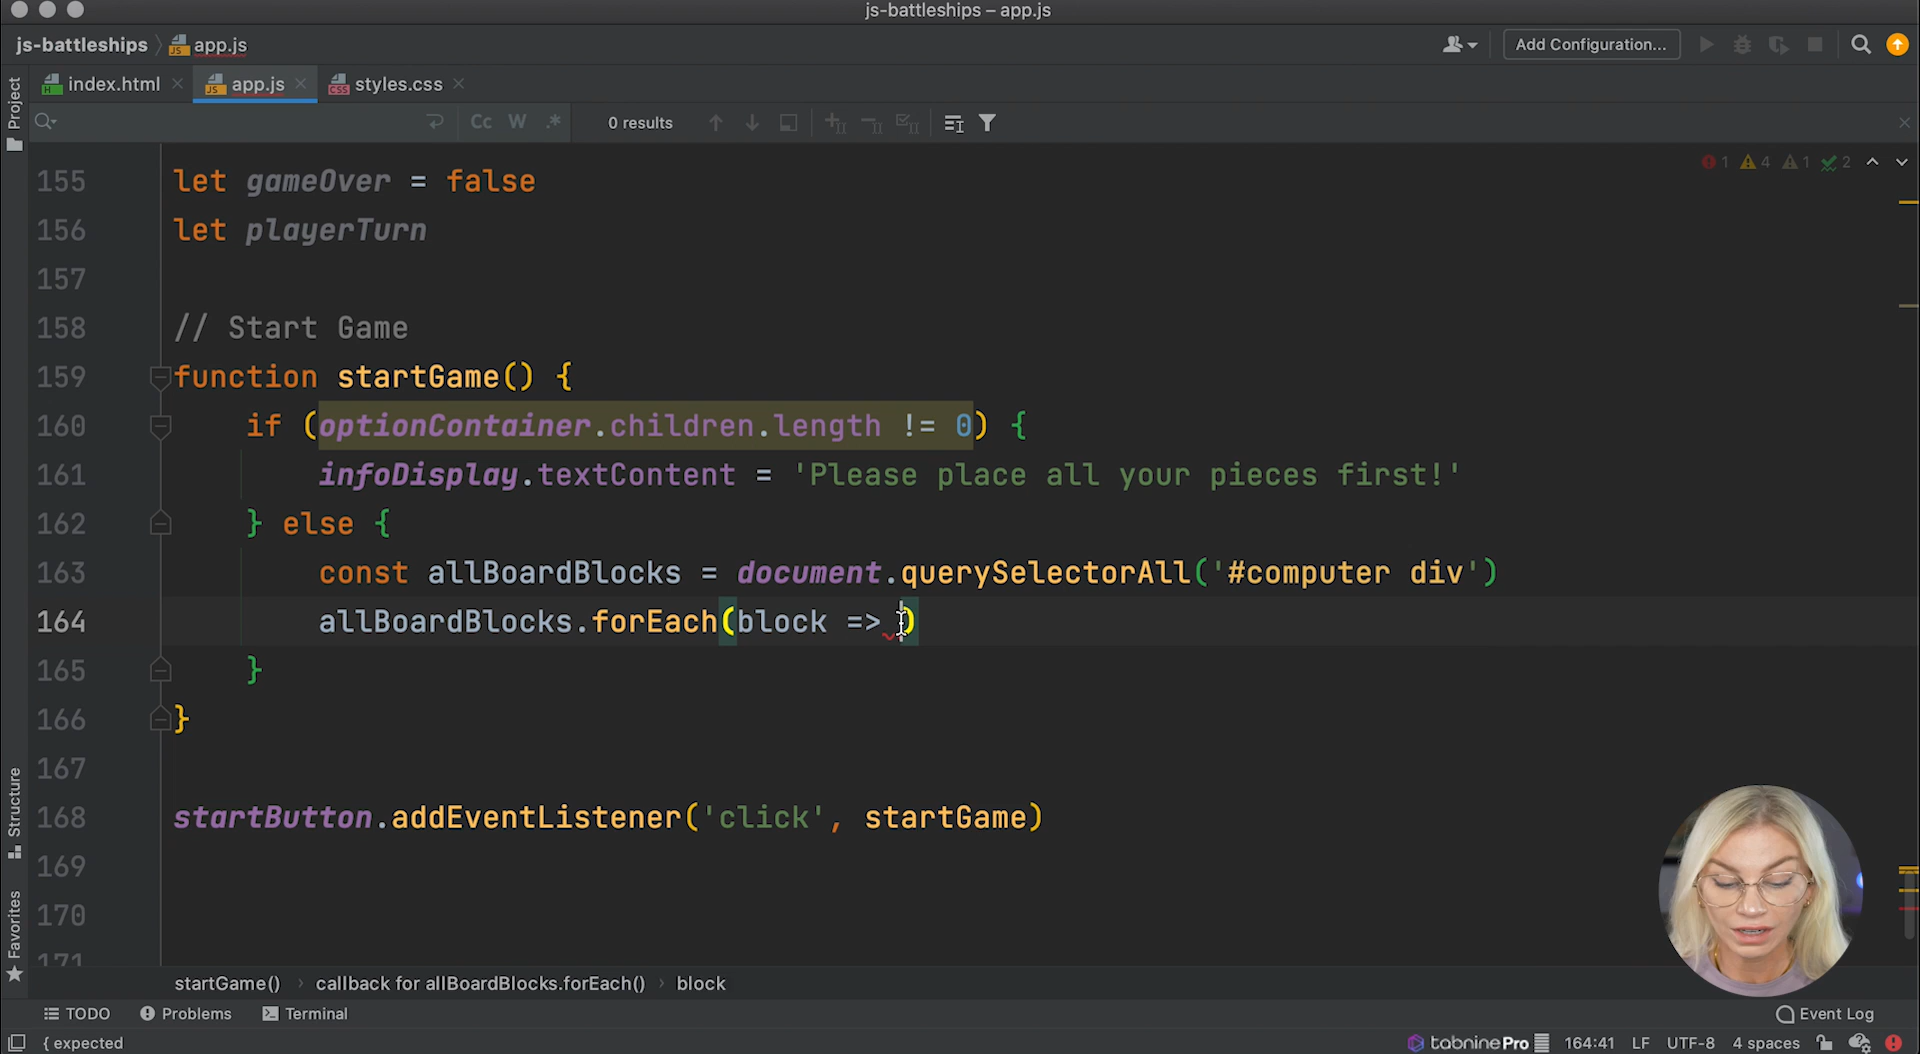 js-battleships – app.js
js-battleships app.js
Add Configuration...
index.html app.js styles.css
Cc W .* 0 results
1 4 1 2
Project
155 let gameOver = false
156 let playerTurn
157
158 // Start Game
159 function startGame() {
160 if (optionContainer.children.length != 0) {
161 infoDisplay.textContent = 'Please place all your pieces first!'
162 } else {
163 const allBoardBlocks = document.querySelectorAll('#computer div')
164 allBoardBlocks.forEach(block => )
165 }
166 }
167
168 startButton.addEventListener('click', startGame)
169
170
171
Structure
Favorites
startGame() callback for allBoardBlocks.forEach() block
TODO Problems Terminal Event Log
{ expected tabnine Pro 164:41 LF UTF-8 4 spaces